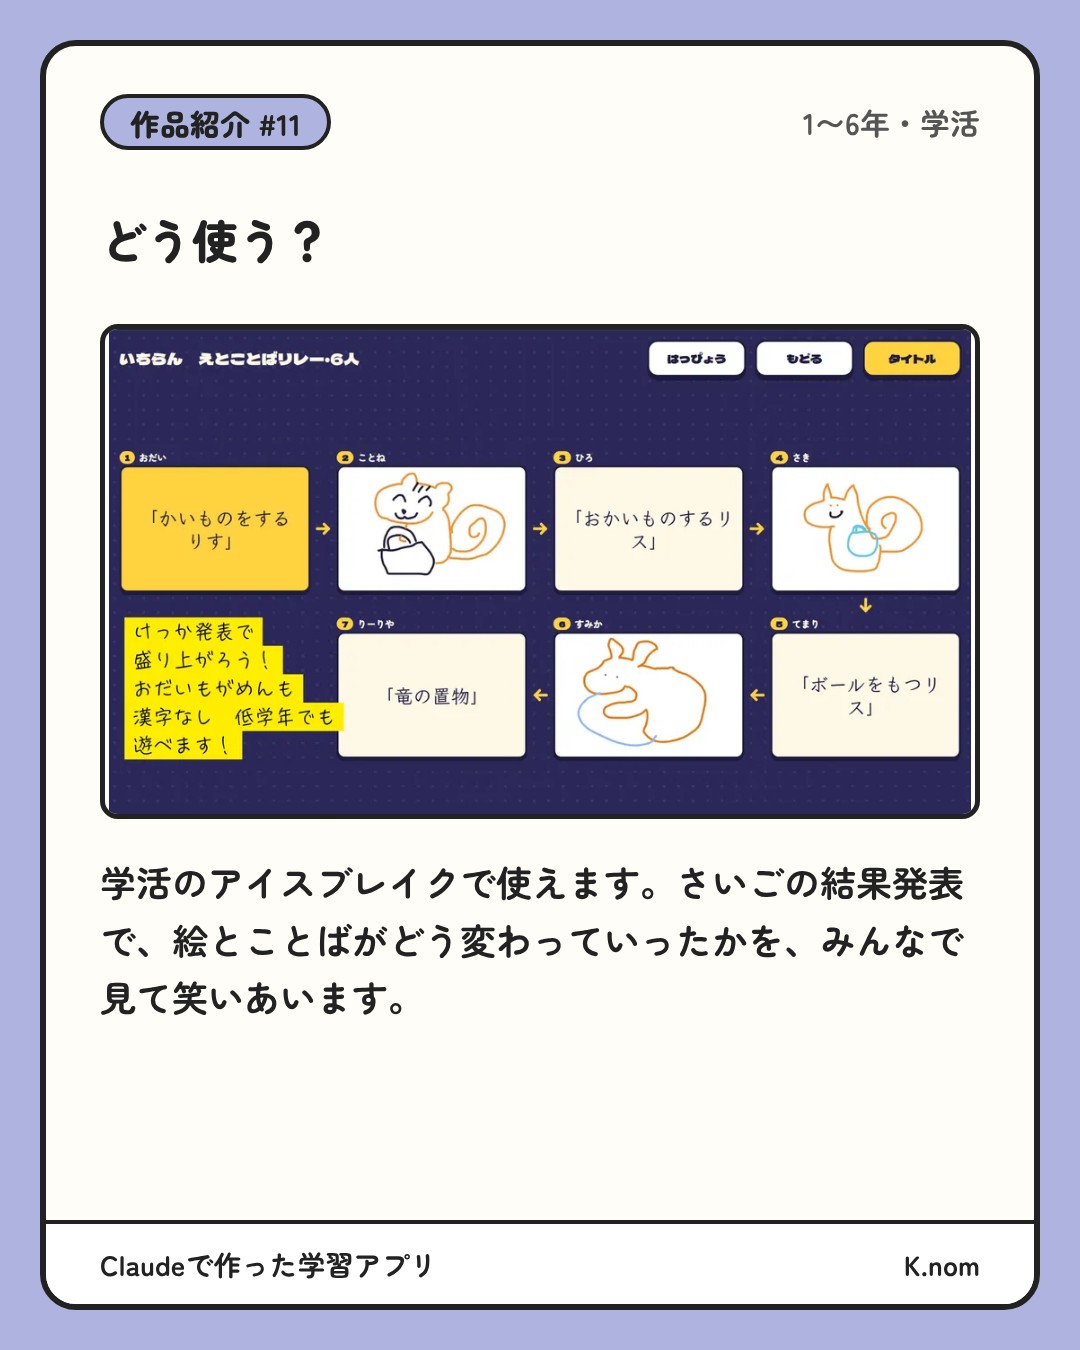 作品紹介 #11
1〜6年・学活
どう使う？
いちらん　えとことばリレー・6人
はっぴょう
もどる
タイトル
1 おだい
「かいものをする
りす」
2 ことね
3 ひろ
「おかいものするリ
ス」
4 さき
5 てまり
「ボールをもつリ
ス」
6 すみか
7 りーりや
「竜の置物」
けっか発表で
盛り上がろう！
おだいもがめんも
漢字なし　低学年でも
遊べます！
学活のアイスブレイクで使えます。さいごの結果発表
で、絵とことばがどう変わっていったかを、みんなで
見て笑いあいます。
Claudeで作った学習アプリ
K.nom